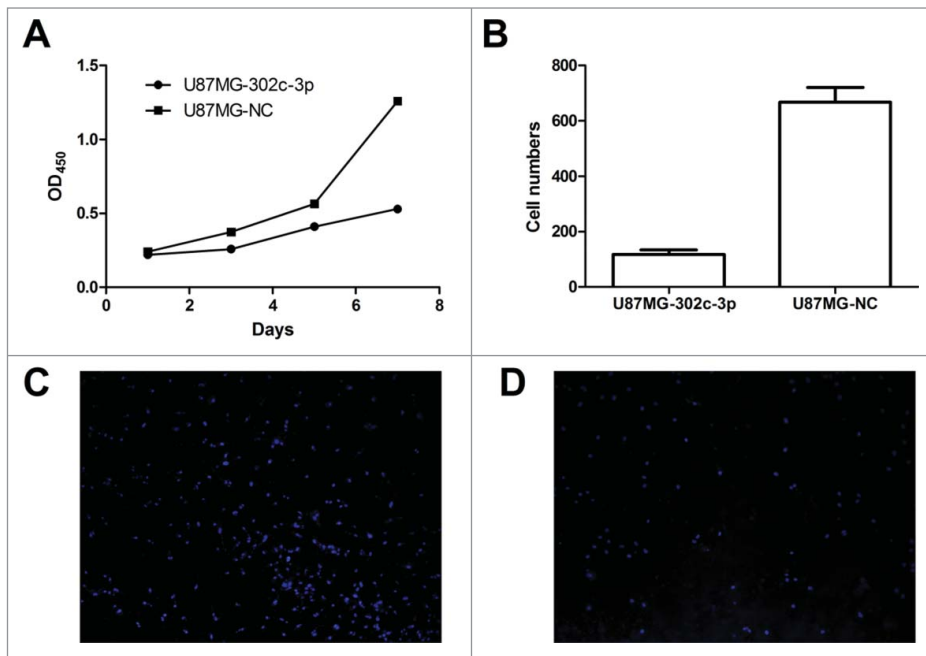 A
1.5
1.0
0.5
0.0
OD450
0 2 4 6 8
Days
U87MG-302c-3p
U87MG-NC
B
800
600
400
200
0
Cell numbers
U87MG-302c-3p U87MG-NC
C
D